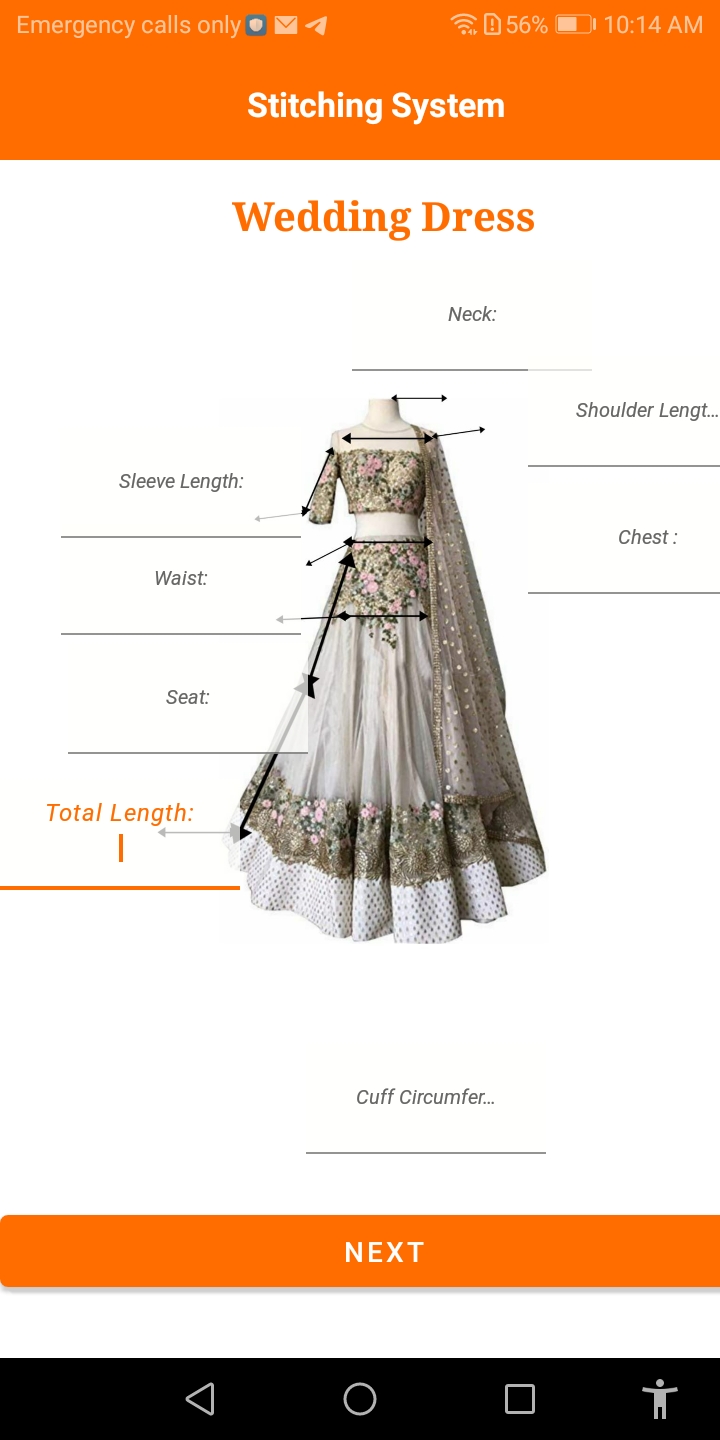 Emergency calls only
56%
10:14 AM
Stitching System
Wedding Dress
Neck:
Shoulder Lengt...
Sleeve Length:
Chest :
Waist:
Seat:
Total Length:
Cuff Circumfer...
NEXT